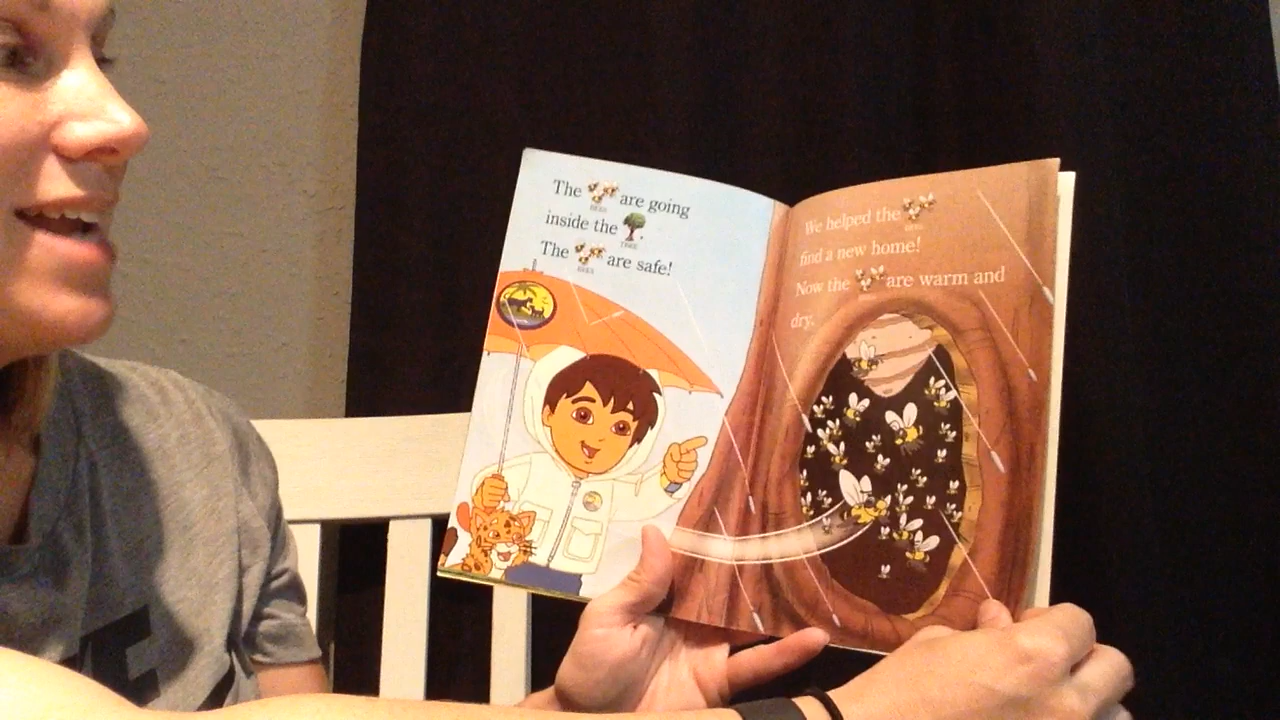 The BEES are going
inside the TREE.
The BEES are safe!
We helped the BEES
find a new home!
Now the BEES are warm and
dry.